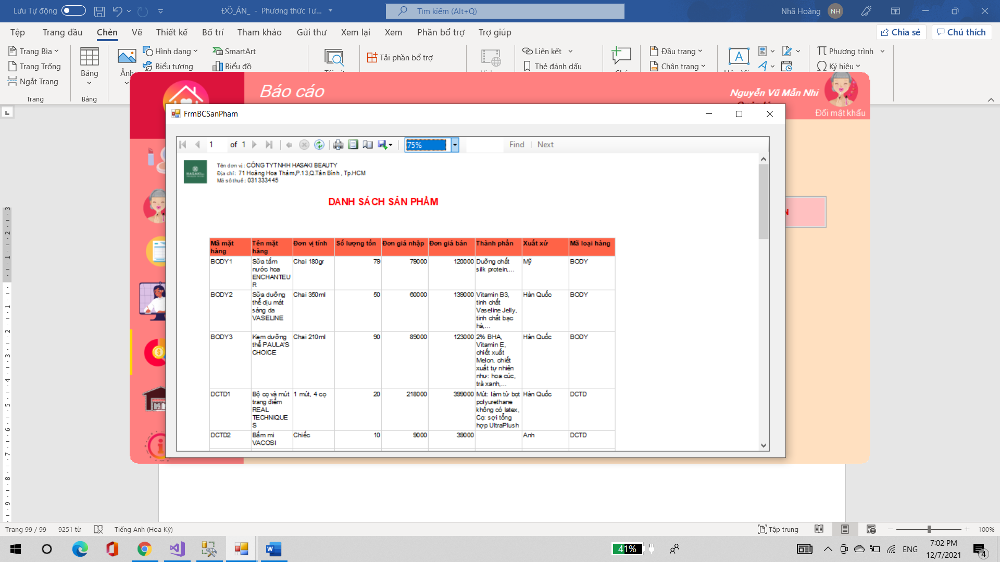 Lưu Tự động
ĐỒ_ÁN_ - Phương thức Tư...
Tìm kiếm (Alt+Q)
Nhã Hoàng
NH
Tệp Trang đầu Chèn Vẽ Thiết kế Bố trí Tham khảo Gửi thư Xem lại Xem Phần bổ trợ Trợ giúp
Chia sẻ
Chú thích
Trang Bìa
Trang Trống
Ngắt Trang
Trang
Bảng
Bảng
Ảnh
Hình dạng
Biểu tượng
SmartArt
Biểu đồ
Tải phần bổ trợ
Liên kết
Thẻ đánh dấu
Đầu trang
Chân trang
Phương trình
Ký hiệu
Báo cáo
Nguyễn Vũ Mẫn Nhi
Đổi mật khẩu
FrmBCSanPham
1 of 1
75%
Find
Next
HASAKI
Tên đơn vị : CÔNG TY TNHH HASAKI BEAUTY
Địa chỉ : 71 Hoàng Hoa Thám,P.13,Q.Tân Bình , Tp.HCM
Mã số thuế : 031333445
DANH SÁCH SẢN PHẨM
Mã mặt hàng Tên mặt hàng Đơn vị tính Số lượng tồn Đơn giá nhập Đơn giá bán Thành phần Xuất xứ Mã loại hàng
BODY1 Sữa tắm nước hoa ENCHANTEUR Chai 180gr 79 79000 120000 Dưỡng chất silk protein,... Mỹ BODY
BODY2 Sữa dưỡng thể dịu mát sáng da VASELINE Chai 350ml 50 60000 139000 Vitamin B3, tinh chất Vaseline Jelly, tinh chất bạc hà,... Hàn Quốc BODY
BODY3 Kem dưỡng thể PAULA'S CHOICE Chai 210ml 90 89000 123000 2% BHA, Vitamin E, chiết xuất Melon, chiết xuất tự nhiên như: hoa cúc, trà xanh,... Hàn Quốc BODY
DCTD1 Bộ cọ và mút trang điểm REAL TECHNIQUES 1 mút, 4 cọ 20 218000 399000 Mút: làm từ bọt polyurethane không có latex, Cọ: sợi tổng hợp UltraPlush Hàn Quốc DCTD
DCTD2 Bấm mi VACOSI Chiếc 10 9000 39000 Anh DCTD
Trang 99 / 99
9251 từ
Tiếng Anh (Hoa Kỳ)
Tập trung
100%
41%
ENG
7:02 PM
12/7/2021
4